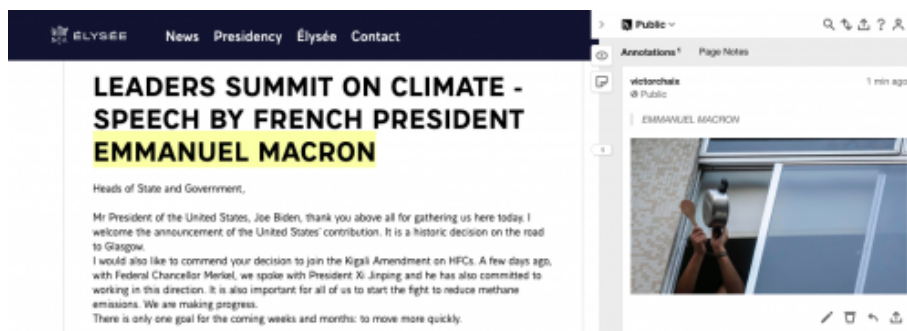 ÉLYSÉE
News Presidency Élysée Contact
LEADERS SUMMIT ON CLIMATE -
SPEECH BY FRENCH PRESIDENT
EMMANUEL MACRON
Heads of State and Government,
Mr President of the United States, Joe Biden, thank you above all for gathering us here today. I
welcome the announcement of the United States' contribution. It is a historic decision on the road
to Glasgow.
I would also like to commend your decision to join the Kigali Amendment on HFCs. A few days ago,
with Federal Chancellor Merkel, we spoke with President Xi Jinping and he has also committed to
working in this direction. It is also important for all of us to start the fight to reduce methane
emissions. We are making progress.
There is only one goal for the coming weeks and months: to move more quickly.
Public
Annotations 1 Page Notes
victorchaix 1 min ago
Public
EMMANUEL MACRON
1